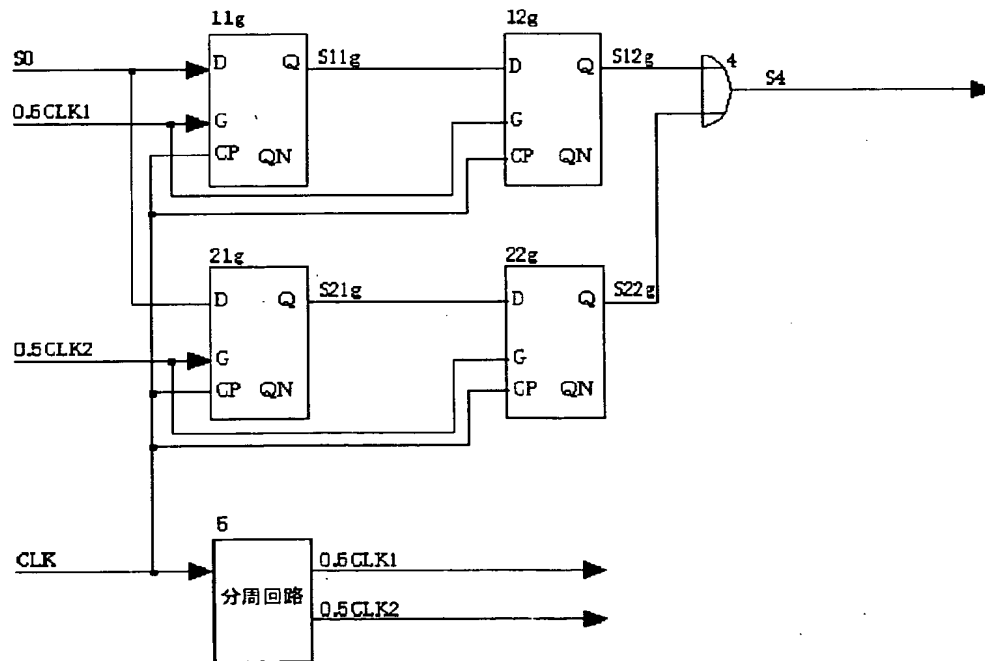 11g
12g
S0
D
Q
S11g
D
Q
S12g
4
S4
0.5CLK1
G
G
CP
QN
CP
QN
21g
22g
D
Q
S21g
D
Q
S22g
0.5CLK2
G
G
CP
QN
CP
QN
5
CLK
0.5CLK1
分周回路
0.5CLK2